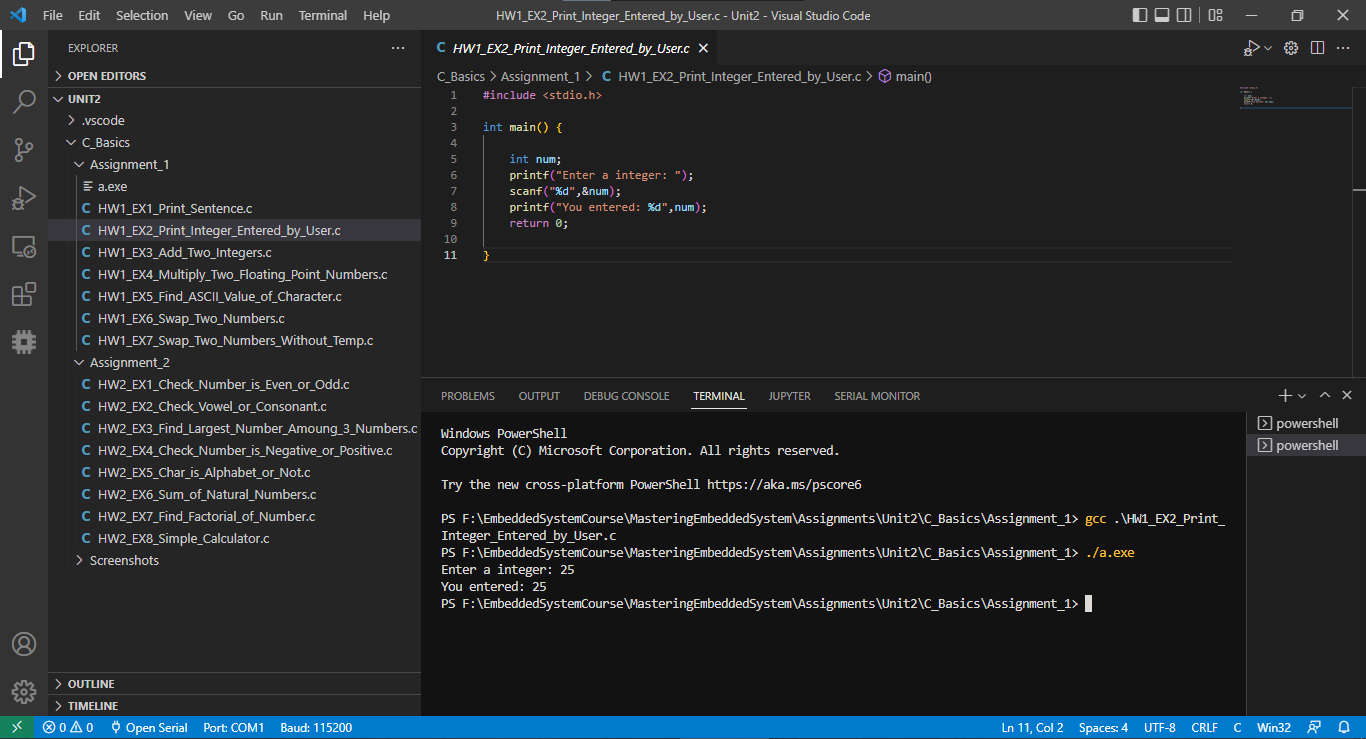 File Edit Selection View Go Run Terminal Help
HW1_EX2_Print_Integer_Entered_by_User.c - Unit2 - Visual Studio Code
EXPLORER
OPEN EDITORS
UNIT2
.vscode
C_Basics
Assignment_1
a.exe
C HW1_EX1_Print_Sentence.c
C HW1_EX2_Print_Integer_Entered_by_User.c
C HW1_EX3_Add_Two_Integers.c
C HW1_EX4_Multiply_Two_Floating_Point_Numbers.c
C HW1_EX5_Find_ASCII_Value_of_Character.c
C HW1_EX6_Swap_Two_Numbers.c
C HW1_EX7_Swap_Two_Numbers_Without_Temp.c
Assignment_2
C HW2_EX1_Check_Number_is_Even_or_Odd.c
C HW2_EX2_Check_Vowel_or_Consonant.c
C HW2_EX3_Find_Largest_Number_Amoung_3_Numbers.c
C HW2_EX4_Check_Number_is_Negative_or_Positive.c
C HW2_EX5_Char_is_Alphabet_or_Not.c
C HW2_EX6_Sum_of_Natural_Numbers.c
C HW2_EX7_Find_Factorial_of_Number.c
C HW2_EX8_Simple_Calculator.c
Screenshots
OUTLINE
TIMELINE
C HW1_EX2_Print_Integer_Entered_by_User.c
C_Basics > Assignment_1 > C HW1_EX2_Print_Integer_Entered_by_User.c > main()
1 #include <stdio.h>
2
3 int main() {
4
5 int num;
6 printf("Enter a integer: ");
7 scanf("%d",&num);
8 printf("You entered: %d",num);
9 return 0;
10
11 }
PROBLEMS OUTPUT DEBUG CONSOLE TERMINAL JUPYTER SERIAL MONITOR
Windows PowerShell
Copyright (C) Microsoft Corporation. All rights reserved.
Try the new cross-platform PowerShell https://aka.ms/pscore6
PS F:\EmbeddedSystemCourse\MasteringEmbeddedSystem\Assignments\Unit2\C_Basics\Assignment_1> gcc .\HW1_EX2_Print_
Integer_Entered_by_User.c
PS F:\EmbeddedSystemCourse\MasteringEmbeddedSystem\Assignments\Unit2\C_Basics\Assignment_1> ./a.exe
Enter a integer: 25
You entered: 25
PS F:\EmbeddedSystemCourse\MasteringEmbeddedSystem\Assignments\Unit2\C_Basics\Assignment_1>
powershell
powershell
0 0 Open Serial Port: COM1 Baud: 115200 Ln 11, Col 2 Spaces: 4 UTF-8 CRLF C Win32